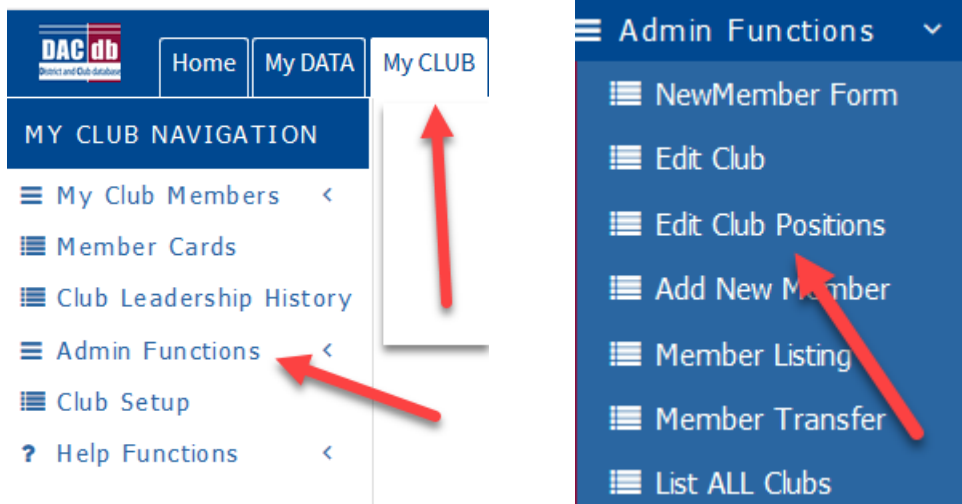 DAC db
District and Club database
Home
My DATA
My CLUB
MY CLUB NAVIGATION
My Club Members
Member Cards
Club Leadership History
Admin Functions
Club Setup
? Help Functions
Admin Functions
NewMember Form
Edit Club
Edit Club Positions
Add New Member
Member Listing
Member Transfer
List ALL Clubs